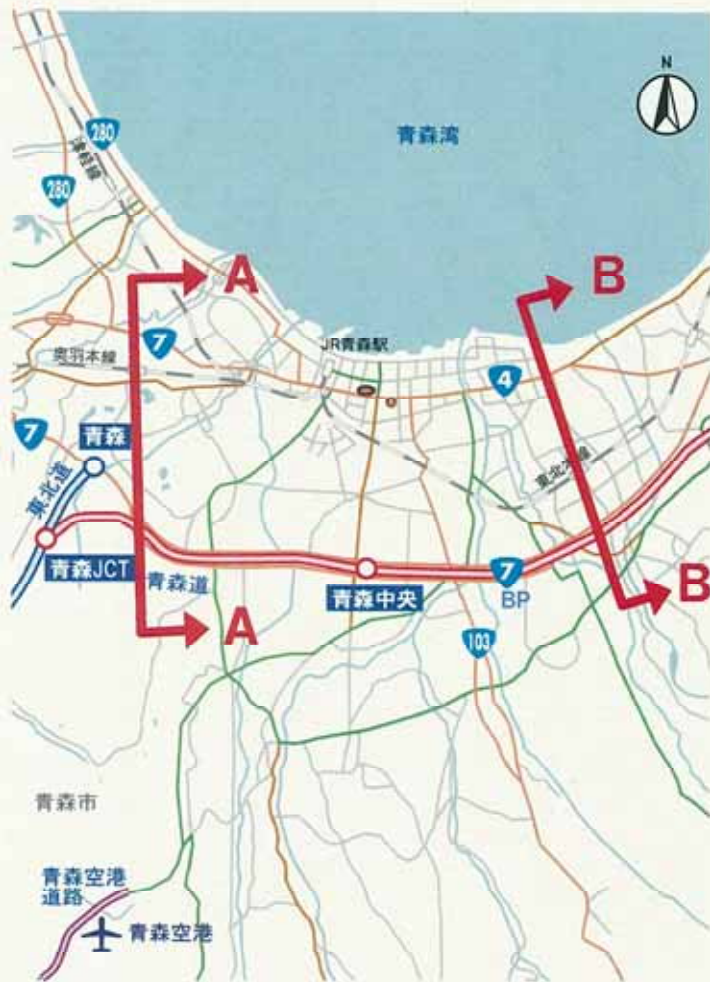 N
青森湾
280
津軽線
280
A
B
7
JR青森駅
奥羽本線
4
7
青森
東北道
東北本線
青森JCT
青森道
青森中央
7
BP
B
A
103
青森市
青森空港
道路
青森空港